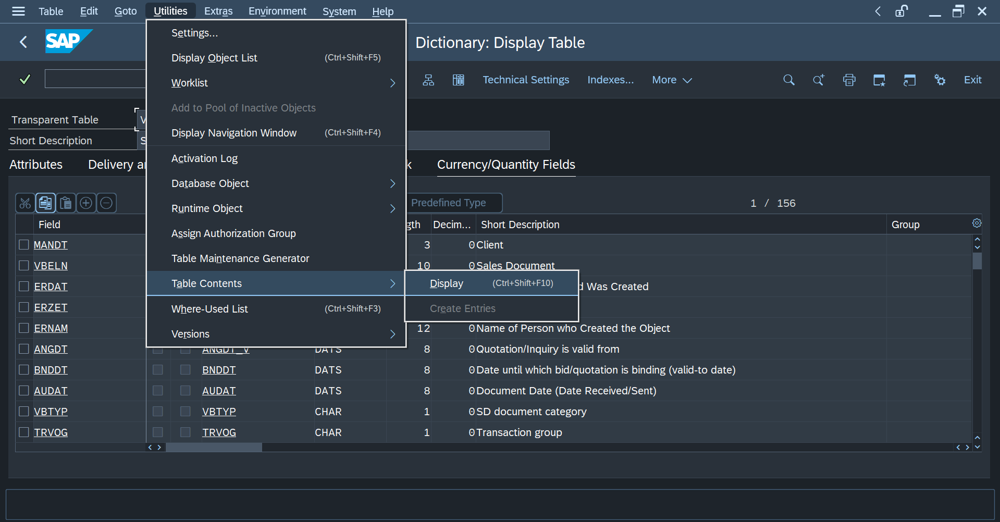 Table Edit Goto Utilities Extras Environment System Help
SAP
Dictionary: Display Table
Technical Settings Indexes... More Exit
Settings...
Display Object List (Ctrl+Shift+F5)
Worklist
Add to Pool of Inactive Objects
Display Navigation Window (Ctrl+Shift+F4)
Activation Log
Database Object
Runtime Object
Assign Authorization Group
Table Maintenance Generator
Table Contents
Where-Used List (Ctrl+Shift+F3)
Versions
Display (Ctrl+Shift+F10)
Create Entries
Transparent Table V
Short Description S
Attributes Delivery Currency/Quantity Fields
Predefined Type 1 / 156
Field Decim... Short Description Group
MANDT 3 0 Client
VBELN 10 0 Sales Document
ERDAT Was Created
ERZET
ERNAM 12 0 Name of Person who Created the Object
ANGDT ANGDT_V DATS 8 0 Quotation/Inquiry is valid from
BNDDT BNDDT DATS 8 0 Date until which bid/quotation is binding (valid-to date)
AUDAT AUDAT DATS 8 0 Document Date (Date Received/Sent)
VBTYP VBTYP CHAR 1 0 SD document category
TRVOG TRVOG CHAR 1 0 Transaction group